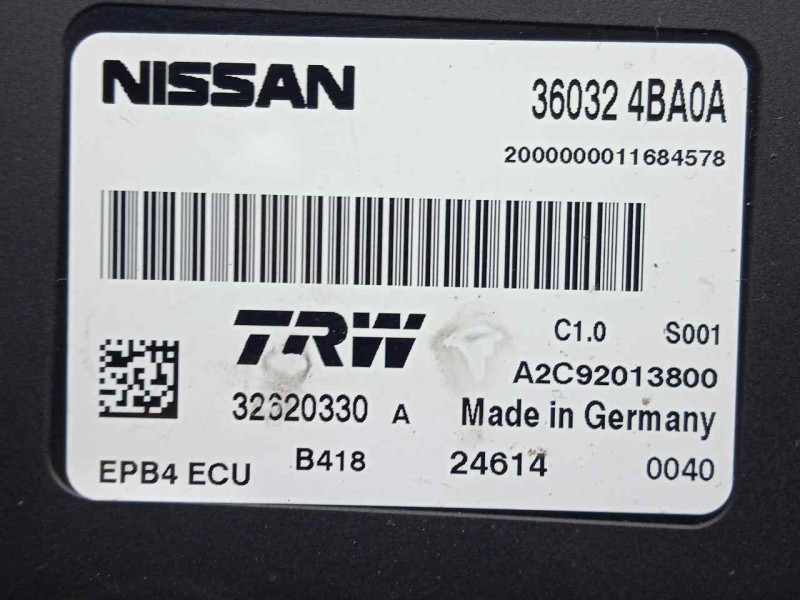 NISSAN 36032 4BA0A
2000000011684578
TRW C1.0 S001
A2C92013800
32620330 A Made in Germany
EPB4 ECU B418 24614 0040